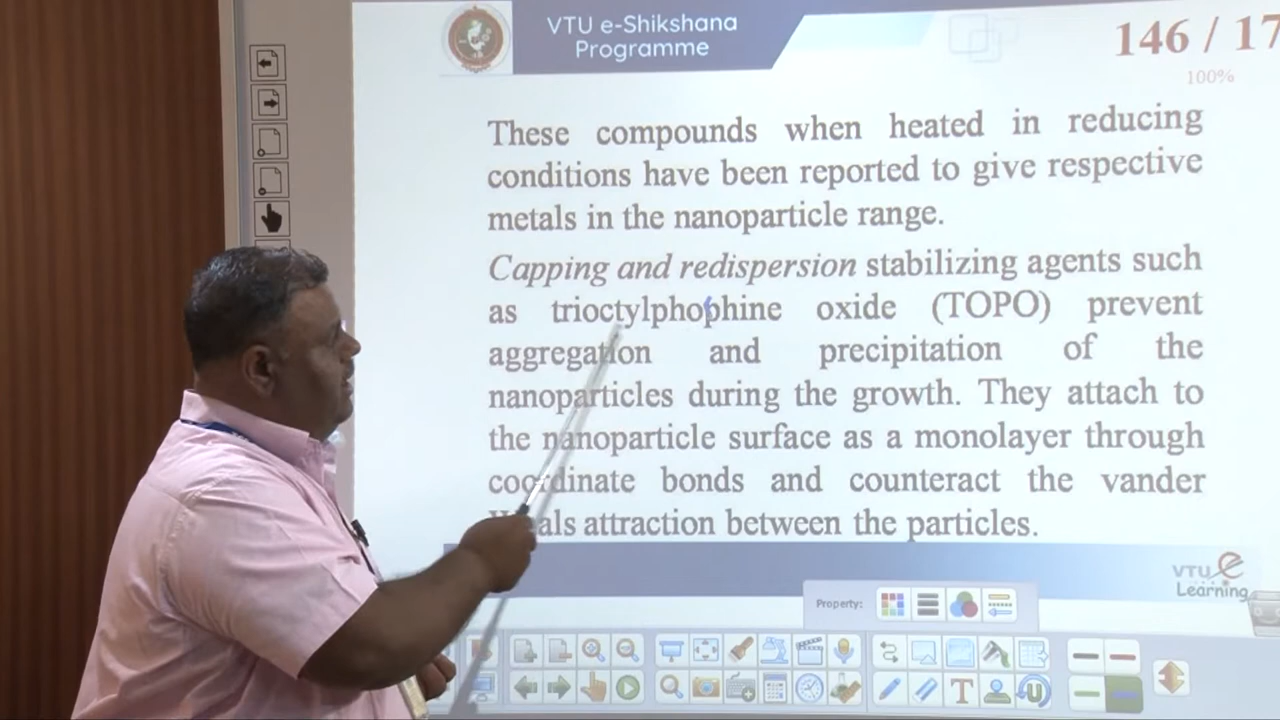 VTU e-Shikshana
Programme
146 / 17
100%
These compounds when heated in reducing
conditions have been reported to give respective
metals in the nanoparticle range.
Capping and redispersion stabilizing agents such
as trioctylphophine oxide (TOPO) prevent
aggregation and precipitation of the
nanoparticles during the growth. They attach to
the nanoparticle surface as a monolayer through
coordinate bonds and counteract the vander
Waals attraction between the particles.
VTU e
Learning
Property: